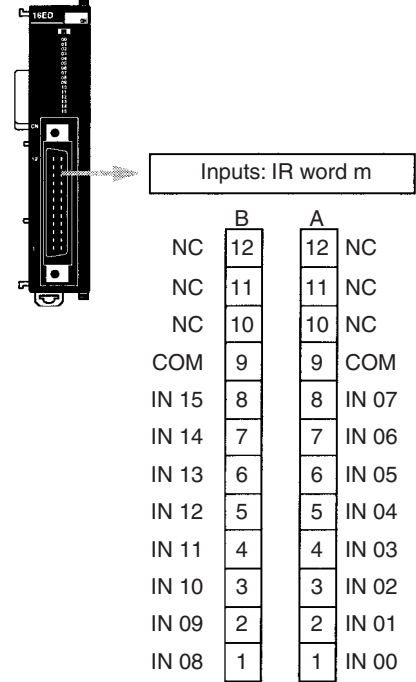 16ED
CN
12
1
Inputs: IR word m
B A
NC 12 12 NC
NC 11 11 NC
NC 10 10 NC
COM 9 9 COM
IN 15 8 8 IN 07
IN 14 7 7 IN 06
IN 13 6 6 IN 05
IN 12 5 5 IN 04
IN 11 4 4 IN 03
IN 10 3 3 IN 02
IN 09 2 2 IN 01
IN 08 1 1 IN 00